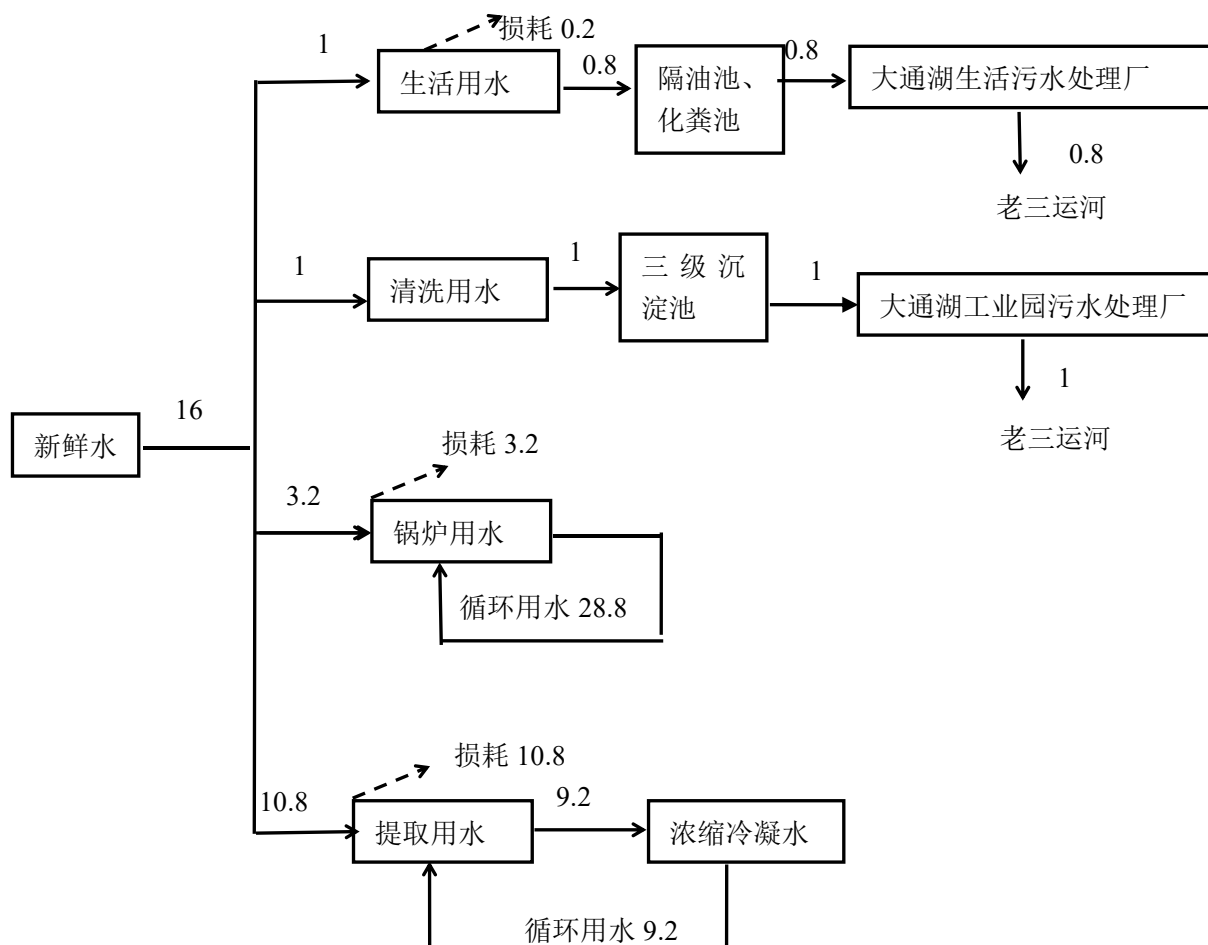 损耗 0.2
1
生活用水
0.8
隔油池、
化粪池
0.8
大通湖生活污水处理厂
0.8
老三运河
1
清洗用水
1
三级沉
淀池
1
大通湖工业园污水处理厂
1
老三运河
新鲜水
16
损耗 3.2
3.2
锅炉用水
循环用水 28.8
损耗 10.8
10.8
提取用水
9.2
浓缩冷凝水
循环用水 9.2